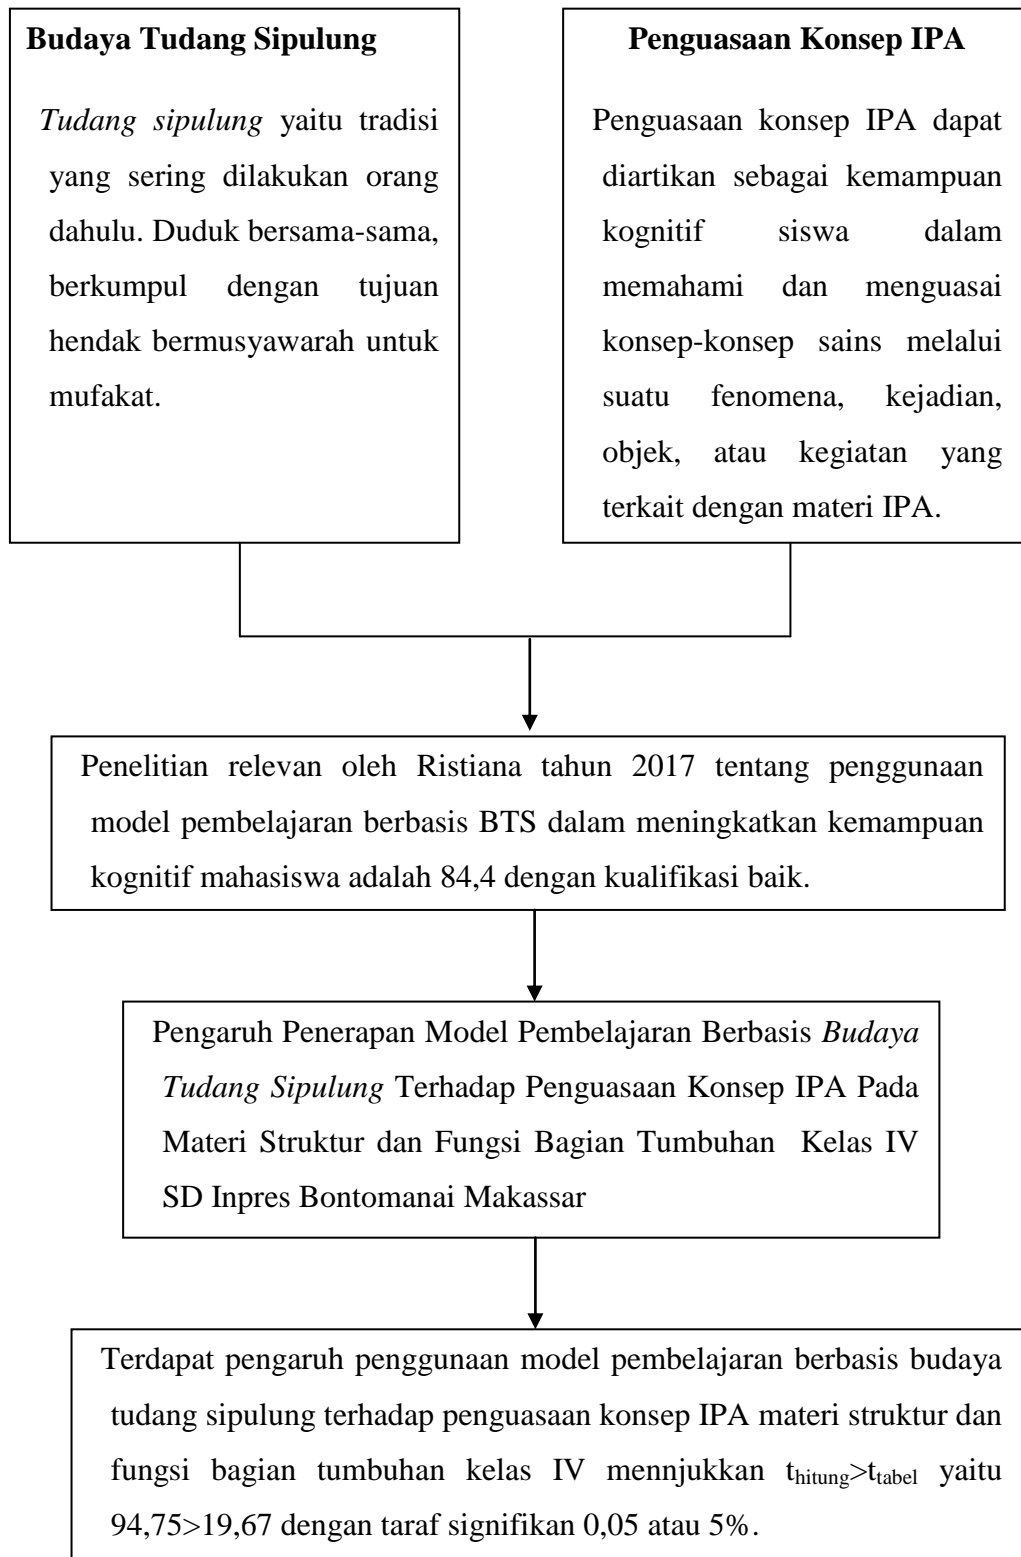 Budaya Tudang Sipulung
Tudang sipulung yaitu tradisi
yang sering dilakukan orang
dahulu. Duduk bersama-sama,
berkumpul dengan tujuan
hendak bermusyawarah untuk
mufakat.
Penguasaan Konsep IPA
Penguasaan konsep IPA dapat
diartikan sebagai kemampuan
kognitif siswa dalam
memahami dan menguasai
konsep-konsep sains melalui
suatu fenomena, kejadian,
objek, atau kegiatan yang
terkait dengan materi IPA.
Penelitian relevan oleh Ristiana tahun 2017 tentang penggunaan
model pembelajaran berbasis BTS dalam meningkatkan kemampuan
kognitif mahasiswa adalah 84,4 dengan kualifikasi baik.
Pengaruh Penerapan Model Pembelajaran Berbasis Budaya
Tudang Sipulung Terhadap Penguasaan Konsep IPA Pada
Materi Struktur dan Fungsi Bagian Tumbuhan Kelas IV
SD Inpres Bontomanai Makassar
Terdapat pengaruh penggunaan model pembelajaran berbasis budaya
tudang sipulung terhadap penguasaan konsep IPA materi struktur dan
fungsi bagian tumbuhan kelas IV mennjukkan thitung>ttabel yaitu
94,75>19,67 dengan taraf signifikan 0,05 atau 5%.